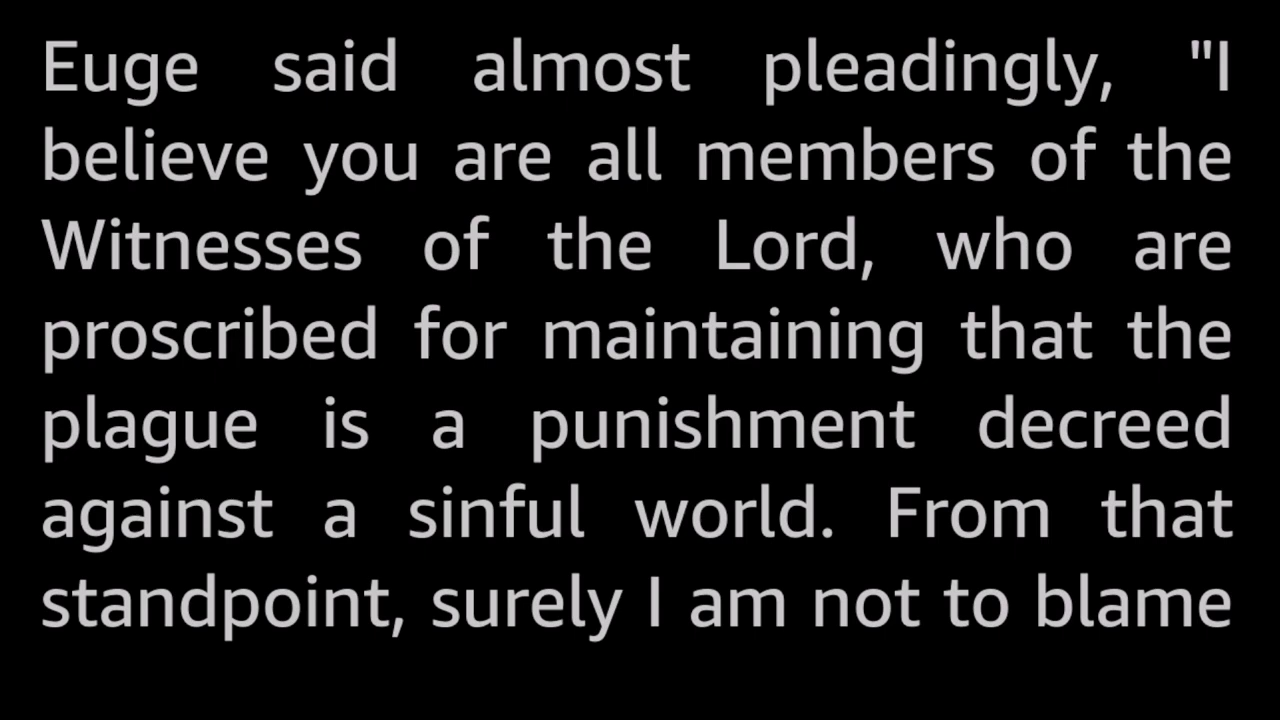 Euge said almost pleadingly, "I
believe you are all members of the
Witnesses of the Lord, who are
proscribed for maintaining that the
plague is a punishment decreed
against a sinful world. From that
standpoint, surely I am not to blame